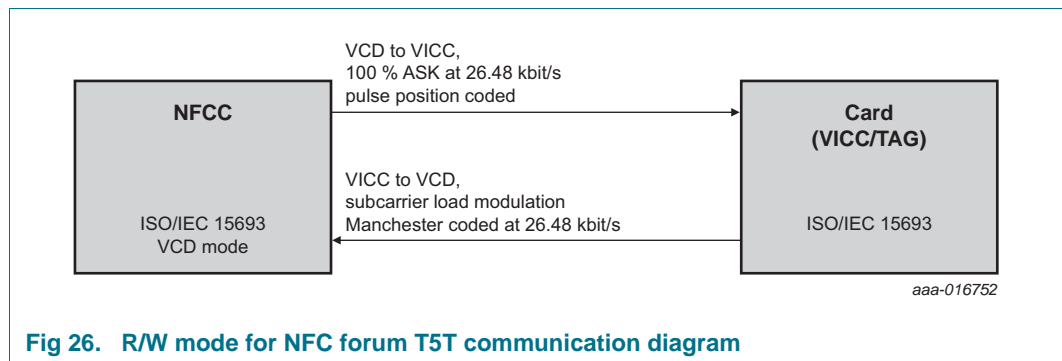 VCD to VICC,
100 % ASK at 26.48 kbit/s
pulse position coded
NFCC
Card
(VICC/TAG)
VICC to VCD,
subcarrier load modulation
Manchester coded at 26.48 kbit/s
ISO/IEC 15693
VCD mode
ISO/IEC 15693
aaa-016752
Fig 26. R/W mode for NFC forum T5T communication diagram